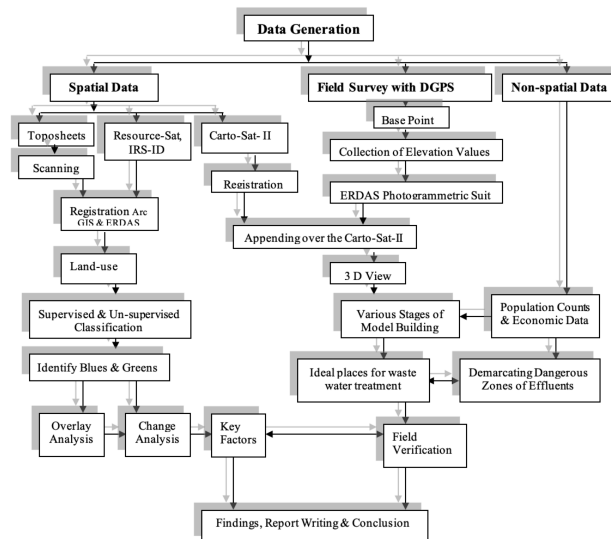 Data Generation
Spatial Data
Field Survey with DGPS
Non-spatial Data
Toposheets
Resource-Sat,
IRS-ID
Carto-Sat- II
Base Point
Scanning
Collection of Elevation Values
Registration
ERDAS Photogrammetric Suit
Registration Arc
GIS & ERDAS
Appending over the Carto-Sat-II
Land-use
3 D View
Supervised & Un-supervised
Classification
Various Stages of
Model Building
Population Counts
& Economic Data
Identify Blues & Greens
Ideal places for waste
water treatment
Demarcating Dangerous
Zones of Effluents
Overlay
Analysis
Change
Analysis
Key
Factors
Field
Verification
Findings, Report Writing & Conclusion